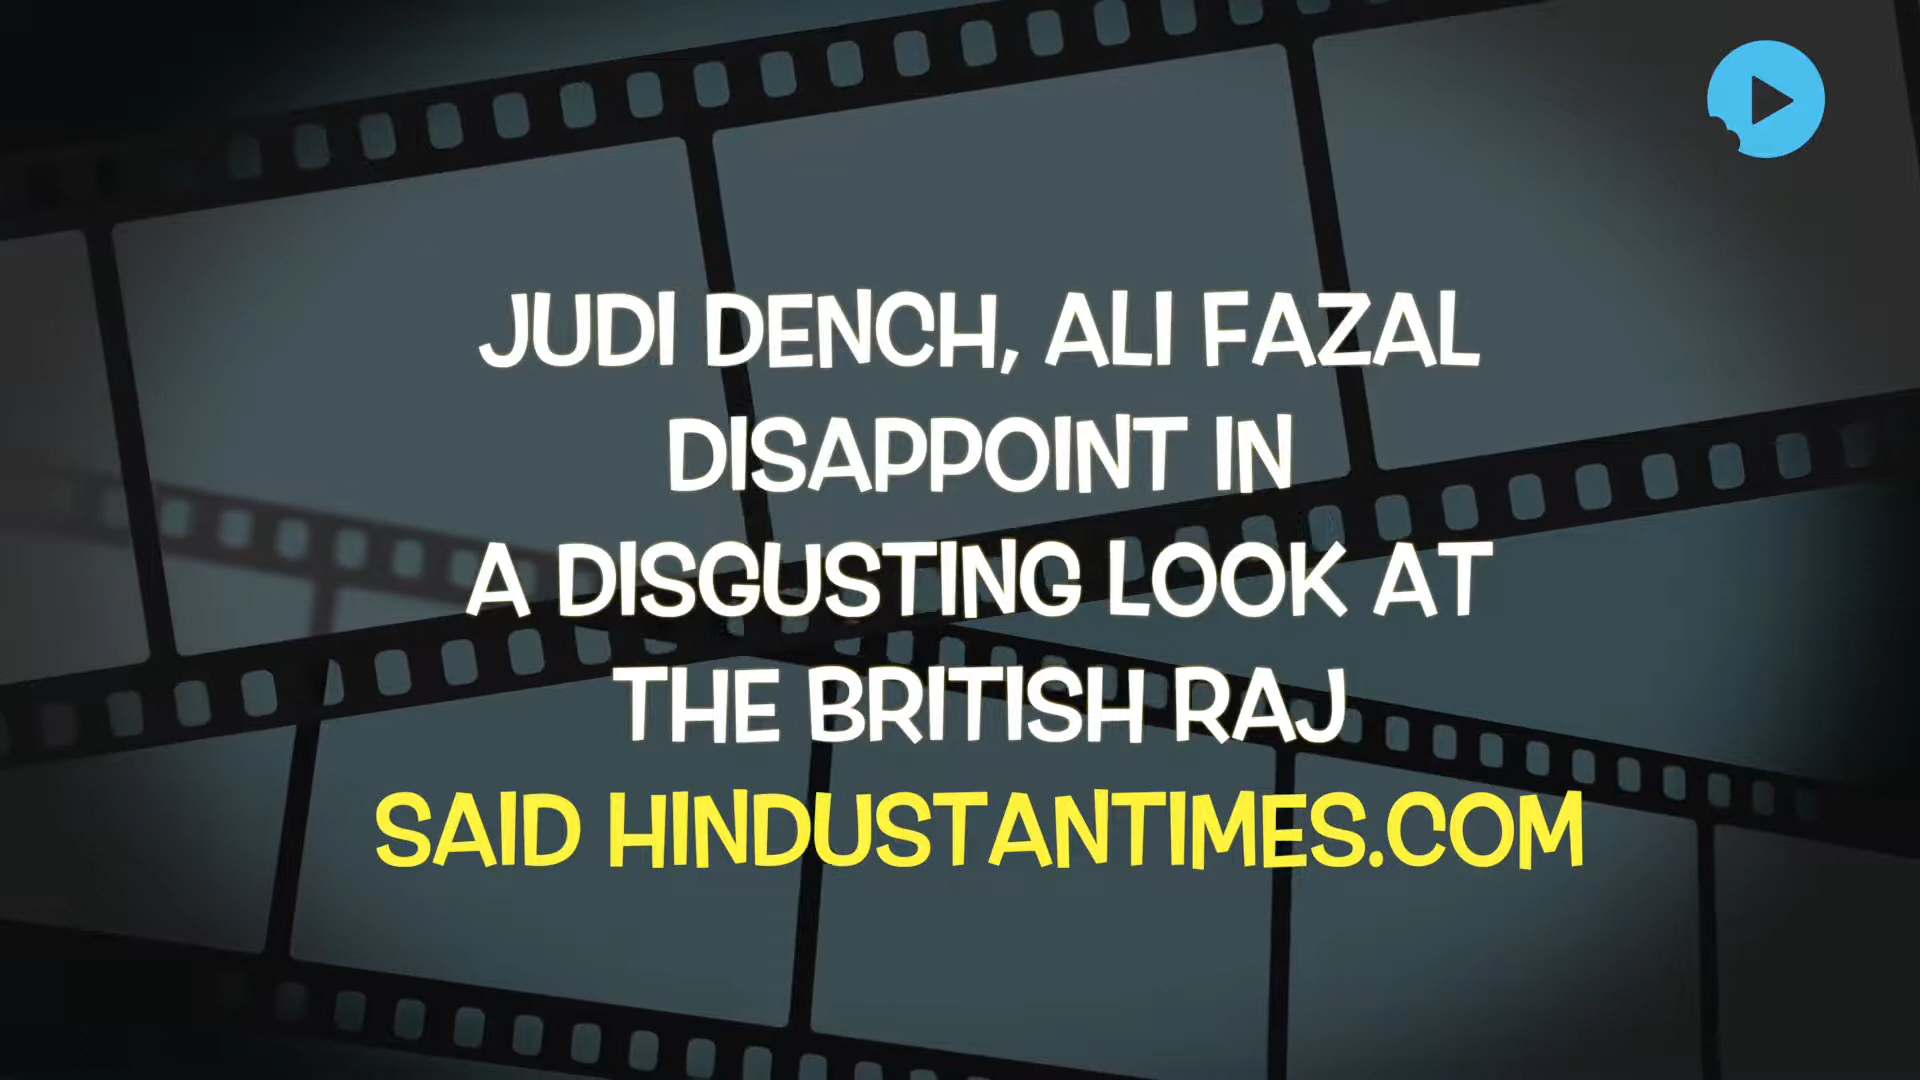 JUDI DENCH, ALI FAZAL
DISAPPOINT IN
A DISGUSTING LOOK AT
THE BRITISH RAJ
SAID HINDUSTANTIMES.COM